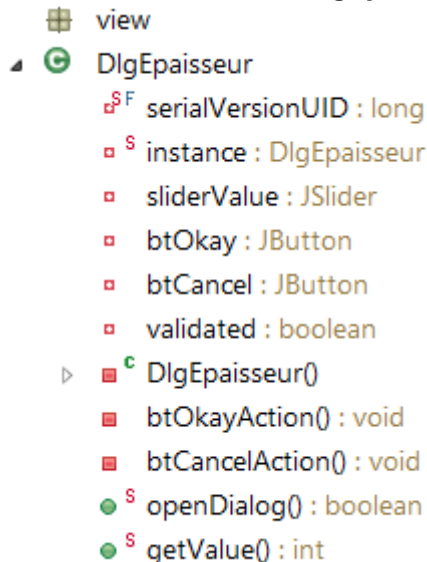 view
DlgEpaisseur
SF serialVersionUID : long
S instance : DlgEpaisseur
sliderValue : JSlider
btOkay : JButton
btCancel : JButton
validated : boolean
C DlgEpaisseur()
btOkayAction() : void
btCancelAction() : void
S openDialog() : boolean
S getValue() : int